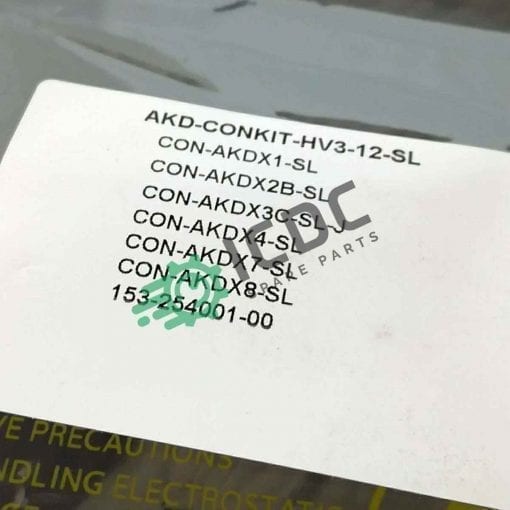 AKD-CONKIT-HV3-12-SL
CON-AKDX1-SL
CON-AKDX2B-SL
CON-AKDX3C-SL
CON-AKDX4-SL
CON-AKDX7-SL
CON-AKDX8-SL
153-254001-00
ICDC
SPARE PARTS
VE PRECAUTIONS
NDLING ELECTROSTATIC